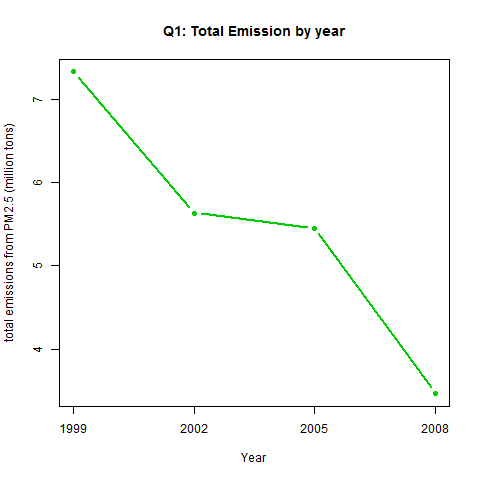 Q1: Total Emission by year
total emissions from PM2.5 (million tons)
7
6
5
4
1999 2002 2005 2008
Year